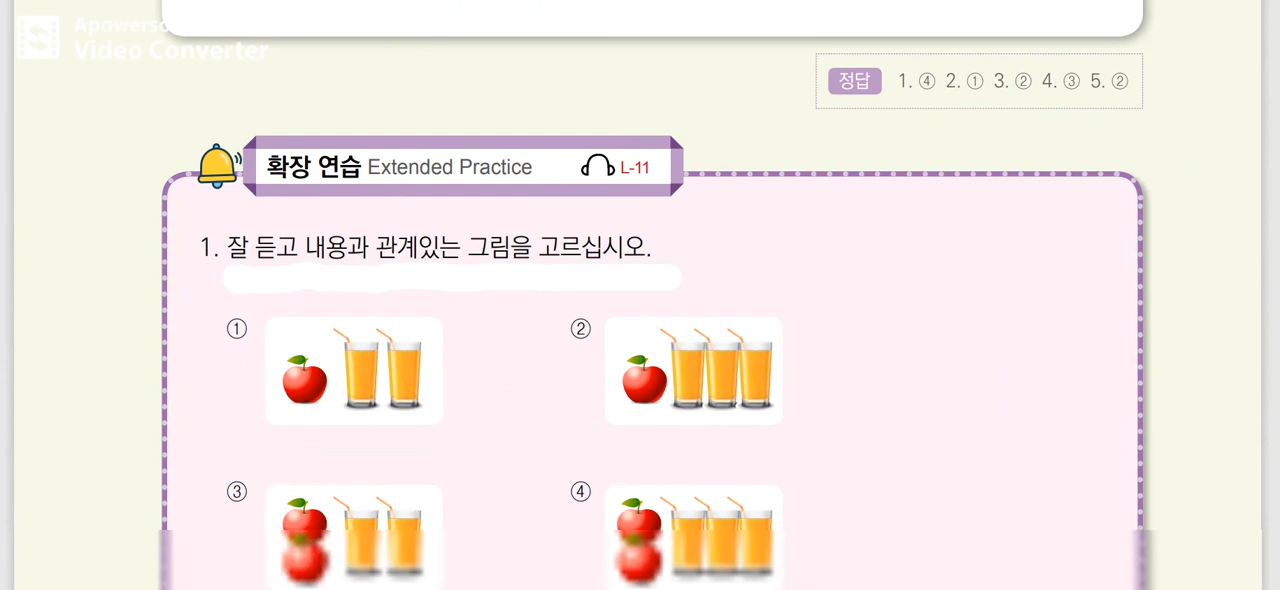 Video Converter
정답 1. ④ 2. ① 3. ② 4. ③ 5. ②
확장 연습 Extended Practice L-11
1. 잘 듣고 내용과 관계있는 그림을 고르십시오.
① ②
③ ④